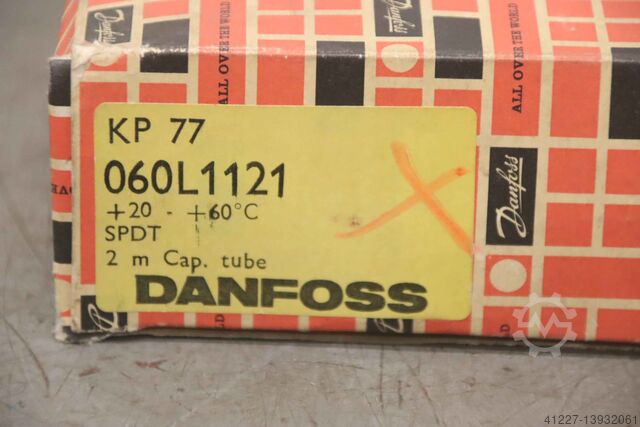 KP 77
060L1121
+20 - +60°C
SPDT
2 m Cap. tube
DANFOSS
Danfoss
ALL OVER THE WORLD
ALL OVER THE WORLD
Danfoss
Danfoss
41227-13932061